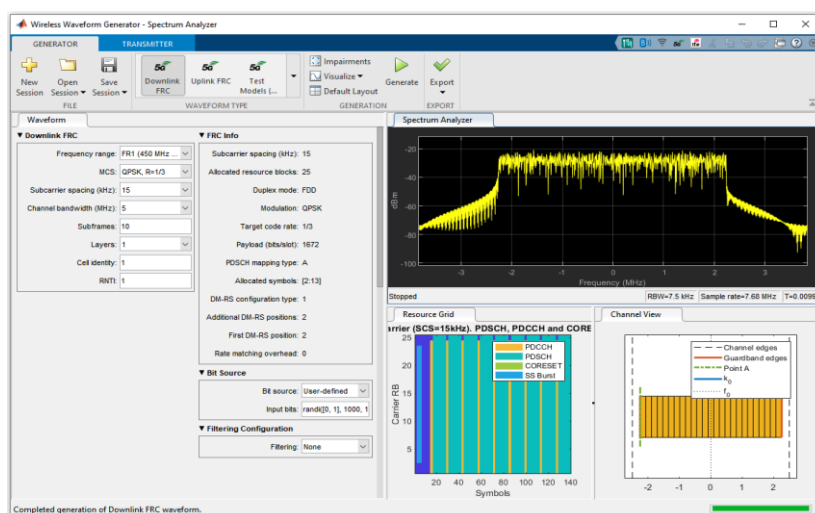 Wireless Waveform Generator - Spectrum Analyzer
GENERATOR
TRANSMITTER
New Session
Open Session
Save Session
FILE
5G
Downlink FRC
5G
Uplink FRC
5G
Test Models (...
WAVEFORM TYPE
Impairments
Visualize
Default Layout
Generate
GENERATION
Export
EXPORT
Waveform
Downlink FRC
Frequency range: FR1 (450 MHz ...
MCS: QPSK, R=1/3
Subcarrier spacing (kHz): 15
Channel bandwidth (MHz): 5
Subframes: 10
Layers: 1
Cell identity: 1
RNTI: 1
FRC Info
Subcarrier spacing (kHz): 15
Allocated resource blocks: 25
Duplex mode: FDD
Modulation: QPSK
Target code rate: 1/3
Payload (bits/slot): 1672
PDSCH mapping type: A
Allocated symbols: [2:13]
DM-RS configuration type: 1
Additional DM-RS positions: 2
First DM-RS position: 2
Rate matching overhead: 0
Bit Source
Bit source: User-defined
Input bits: randi([0, 1], 1000, 1
Filtering Configuration
Filtering: None
Spectrum Analyzer
-20
-40
-60
-80
-100
dBm
-3 -2 -1 0 1 2 3
Frequency (MHz)
Stopped
RBW=7.5 kHz Sample rate=7.68 MHz T=0.0099
Resource Grid
arrier (SCS=15kHz). PDSCH, PDCCH and CORE
25
20
15
10
5
Carrier RB
PDCCH
PDSCH
CORESET
SS Burst
20 40 60 80 100 120 140
Symbols
Channel View
Channel edges
Guardband edges
Point A
k0
f0
-2 -1 0 1 2
Completed generation of Downlink FRC waveform.